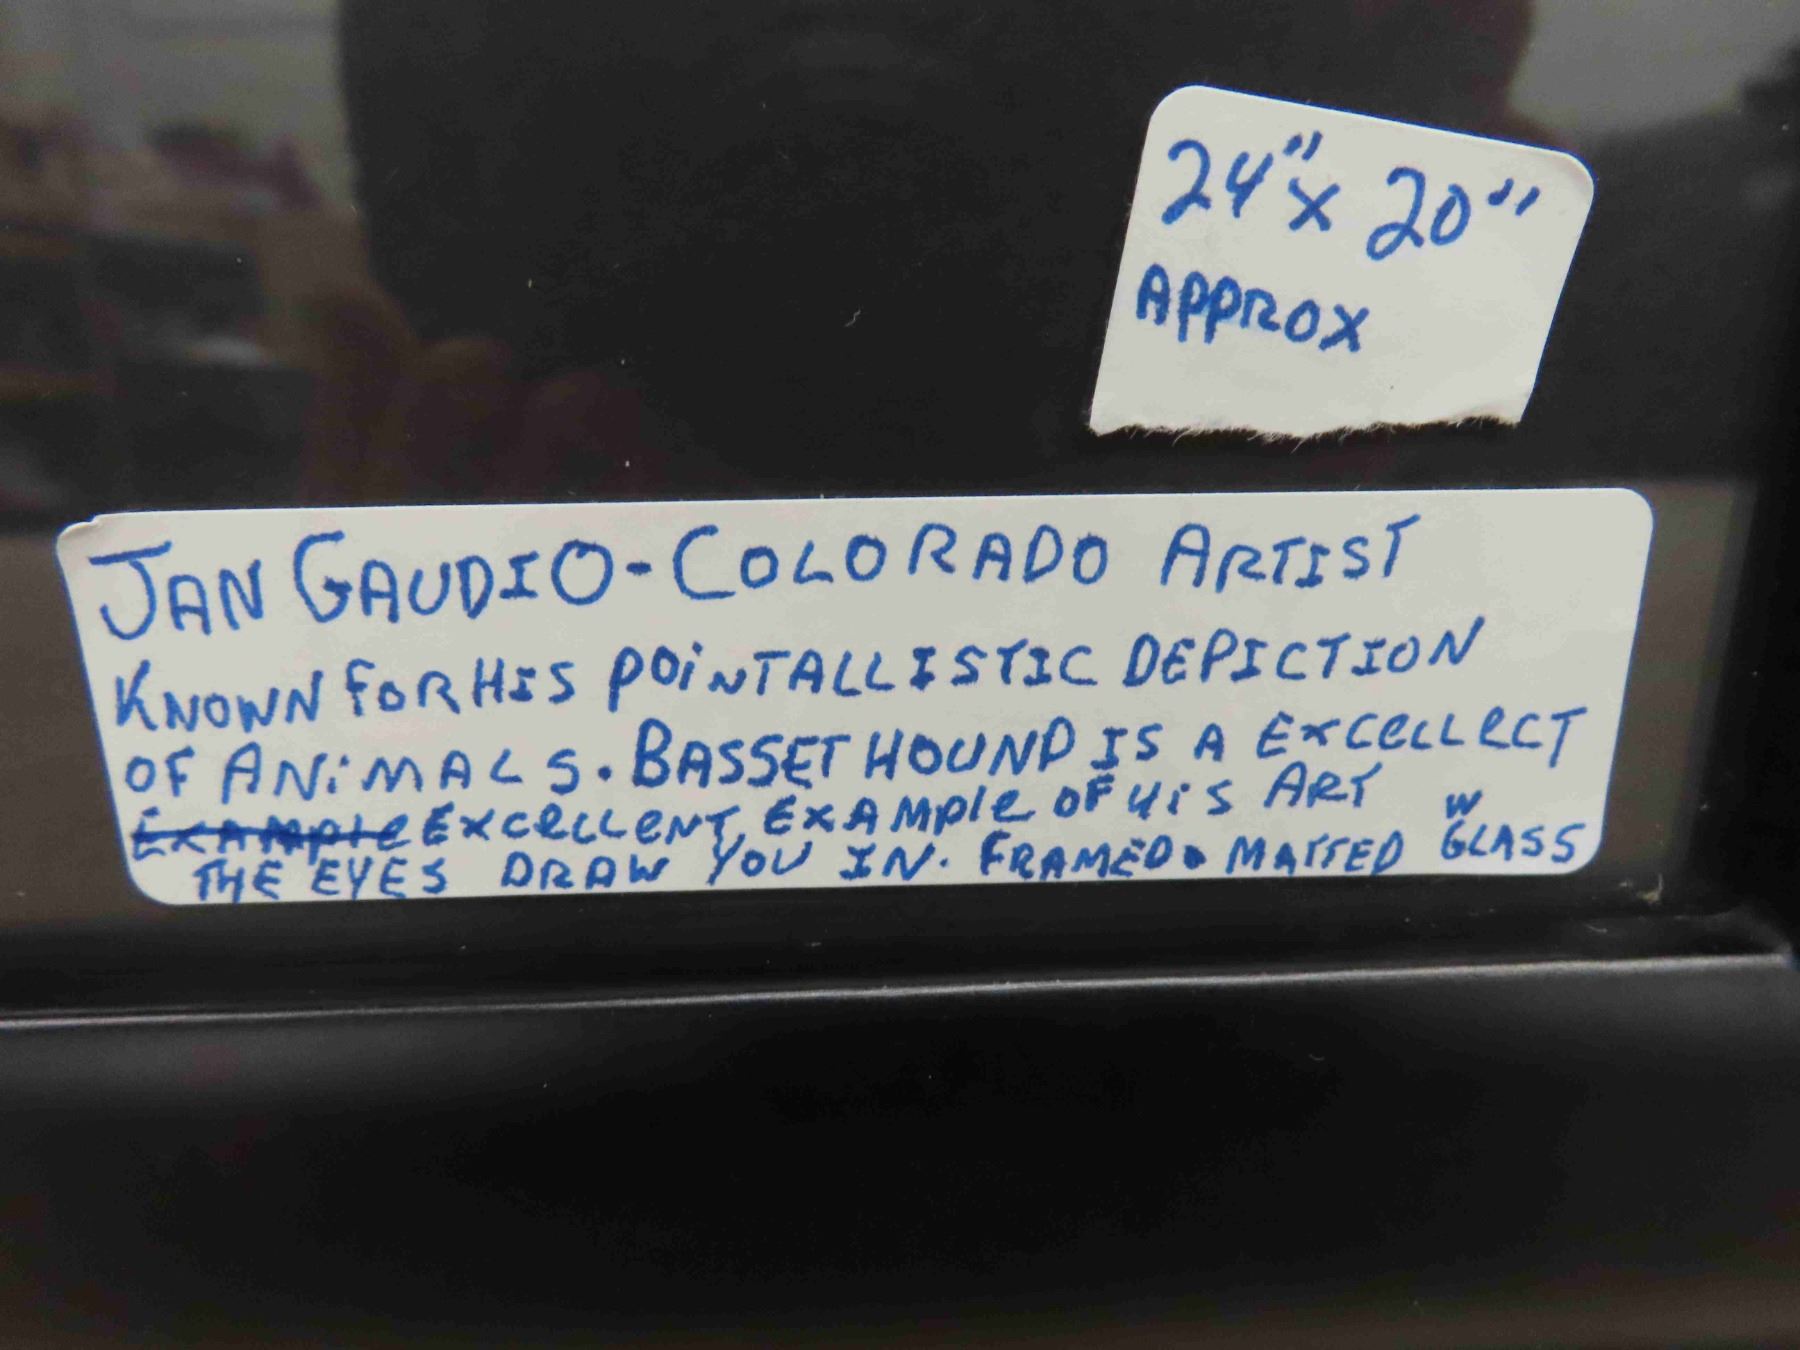 24" x 20"
APPROX
JAN GAUDIO - COLORADO ARTIST
KNOWN FOR HIS POINTALLISTIC DEPICTION
OF ANIMALS. BASSET HOUND IS A EXCELLECT
EXAMPLE EXCELLENT, EXAMPLE OF HIS ART
THE EYES DRAW YOU IN. FRAMED. MATTED W GLASS